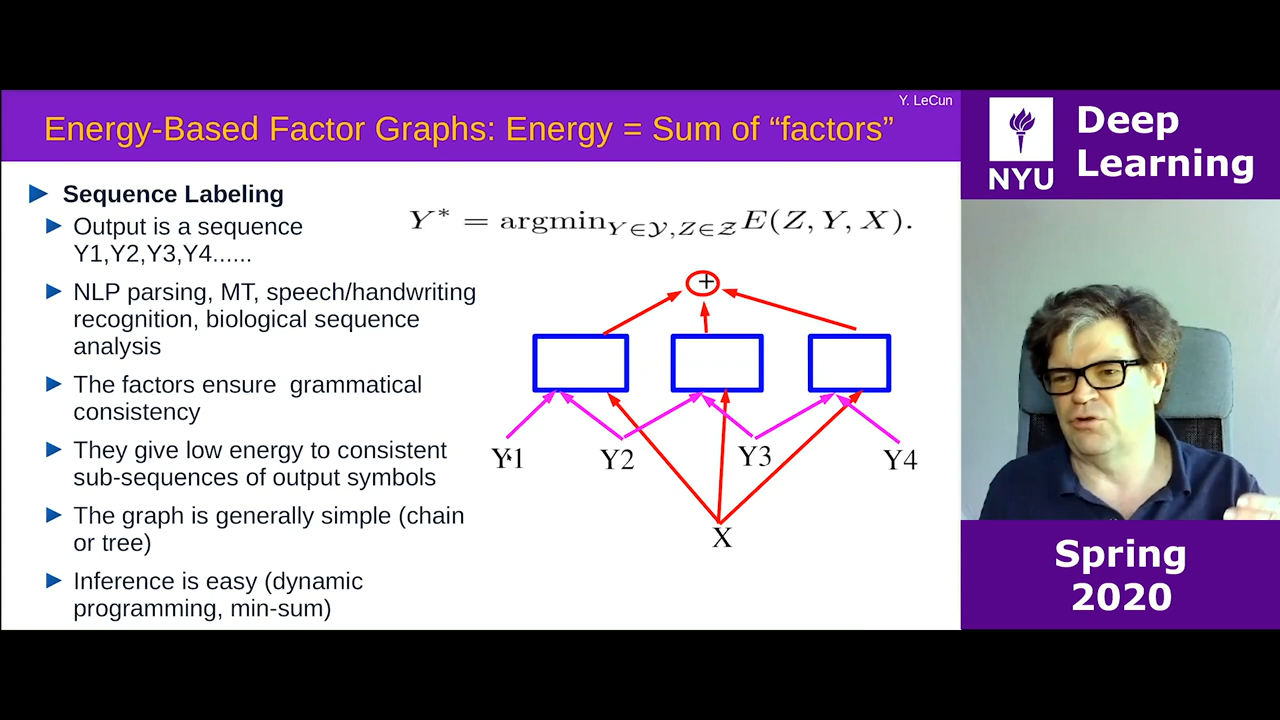 Y. LeCun
Energy-Based Factor Graphs: Energy = Sum of “factors”
Sequence Labeling
Output is a sequence
Y1,Y2,Y3,Y4......
NLP parsing, MT, speech/handwriting
recognition, biological sequence
analysis
The factors ensure grammatical
consistency
They give low energy to consistent
sub-sequences of output symbols
The graph is generally simple (chain
or tree)
Inference is easy (dynamic
programming, min-sum)
Y* = argmin_{Y∈𝒴,Z∈𝒵} E(Z, Y, X).
+
Y1 Y2 Y3 Y4
X
NYU
Deep
Learning
Spring
2020